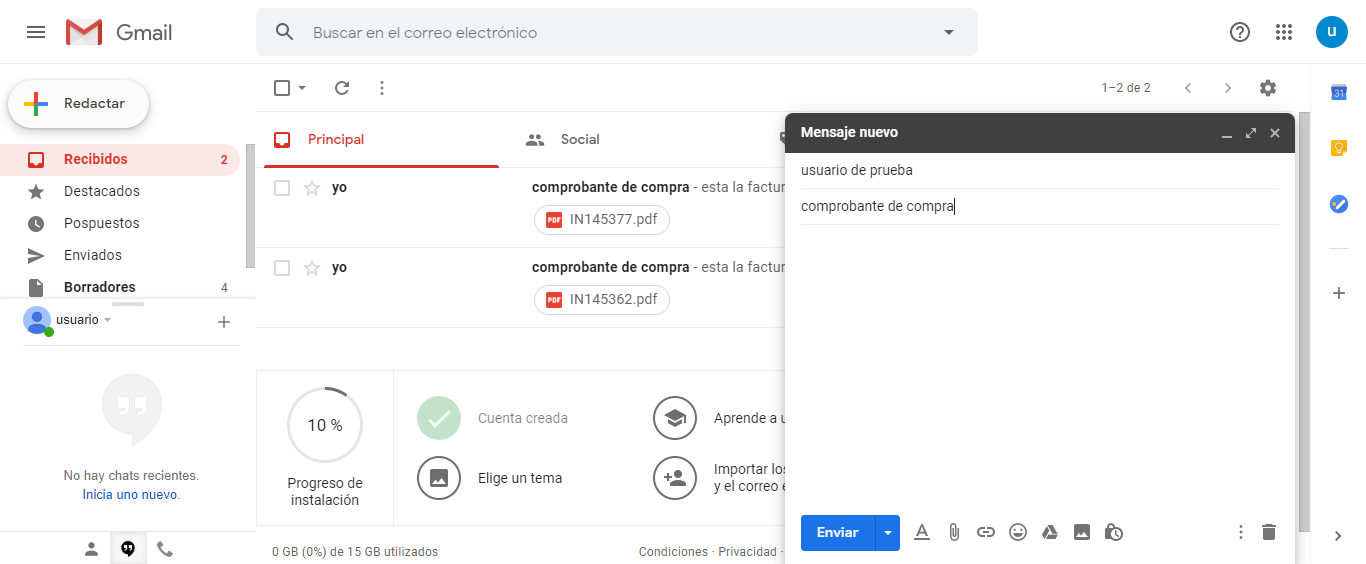 Gmail
Buscar en el correo electrónico
u
Redactar
1–2 de 2
31
Recibidos 2
Destacados
Pospuestos
Enviados
Borradores 4
usuario
No hay chats recientes.
Inicia uno nuevo.
Principal
Social
yo comprobante de compra - esta la factur
PDF IN145377.pdf
yo comprobante de compra - esta la factur
PDF IN145362.pdf
10 %
Progreso de
instalación
Cuenta creada
Elige un tema
Aprende a u
Importar los
y el correo e
0 GB (0%) de 15 GB utilizados
Condiciones · Privacidad ·
Mensaje nuevo
usuario de prueba
comprobante de compra
Enviar